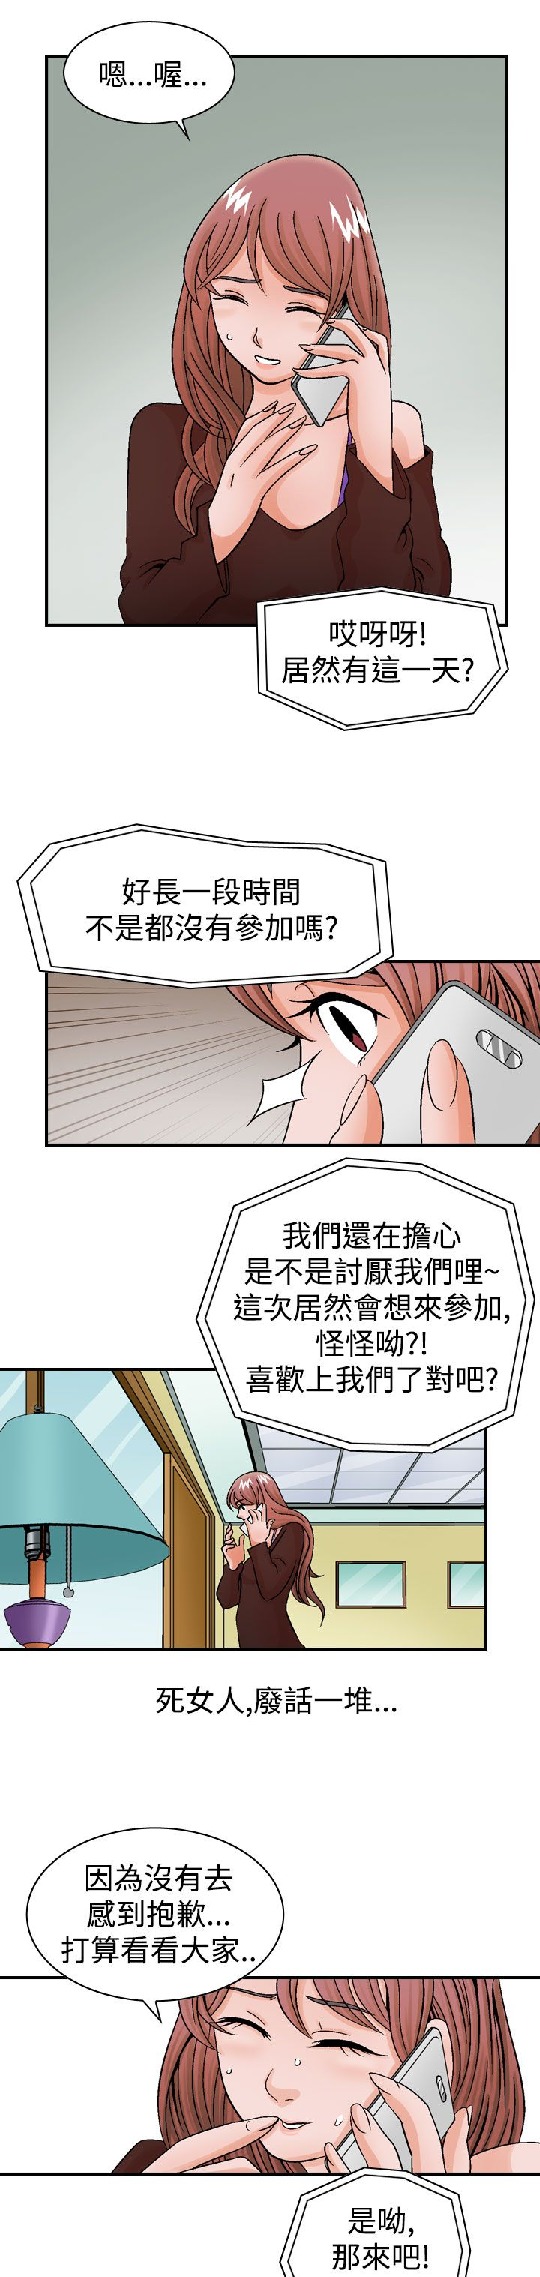 嗯...喔...
哎呀呀!
居然有這一天?
好長一段時間
不是都沒有參加嗎?
我們還在擔心
是不是討厭我們哩~
這次居然會想來參加,
怪怪呦?!
喜歡上我們了對吧?
死女人,廢話一堆...
因為沒有去
感到抱歉...
打算看看大家..
是呦,
那來吧!